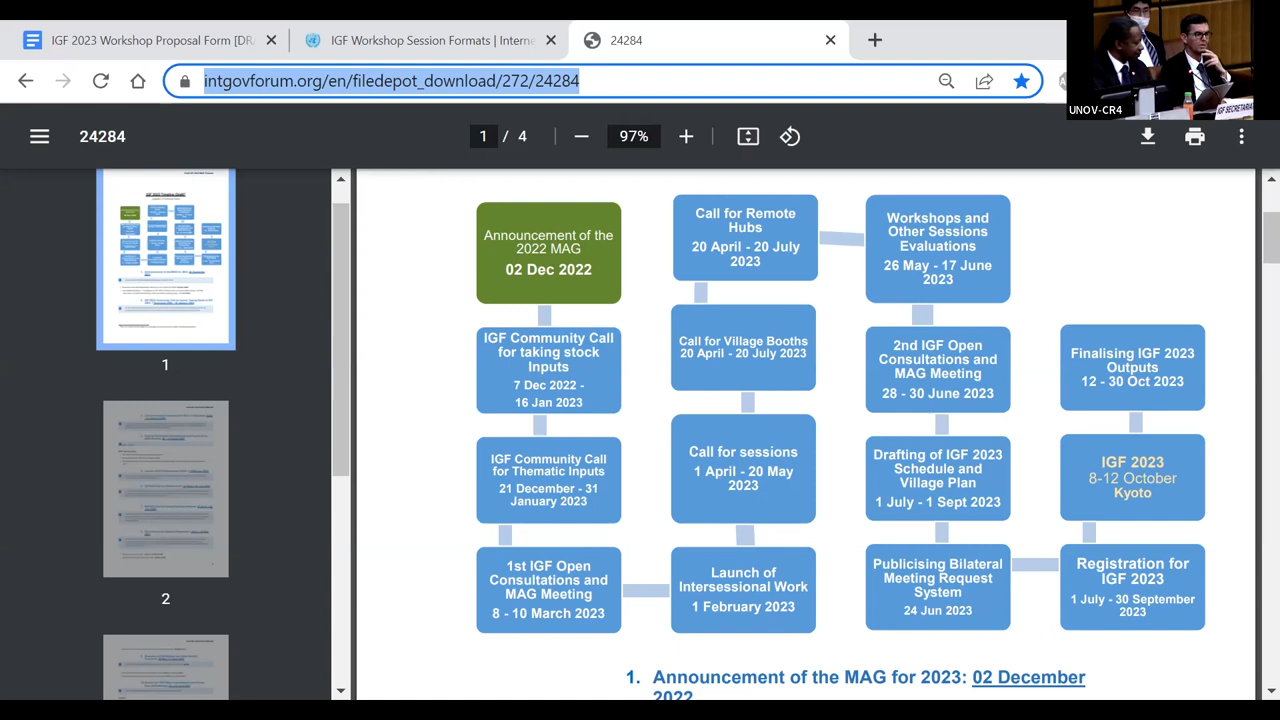 IGF 2023 Workshop Proposal Form [DR
IGF Workshop Session Formats | Intern
24284
intgovforum.org/en/filedepot_download/272/24284
UNOV-CR4
IGF SECRETARIAT
24284
1 / 4
97%
1
2
Announcement of the
2022 MAG
02 Dec 2022
IGF Community Call
for taking stock
Inputs
7 Dec 2022 -
16 Jan 2023
IGF Community Call
for Thematic Inputs
21 December - 31
January 2023
1st IGF Open
Consultations and
MAG Meeting
8 - 10 March 2023
Launch of
Intersessional Work
1 February 2023
Call for sessions
1 April - 20 May
2023
Call for Village Booths
20 April - 20 July 2023
Call for Remote
Hubs
20 April - 20 July
2023
Workshops and
Other Sessions
Evaluations
26 May - 17 June
2023
2nd IGF Open
Consultations and
MAG Meeting
28 - 30 June 2023
Drafting of IGF 2023
Schedule and
Village Plan
1 July - 1 Sept 2023
Publicising Bilateral
Meeting Request
System
24 Jun 2023
Registration for
IGF 2023
1 July - 30 September
2023
IGF 2023
8-12 October
Kyoto
Finalising IGF 2023
Outputs
12 - 30 Oct 2023
1. Announcement of the MAG for 2023: 02 December
2022